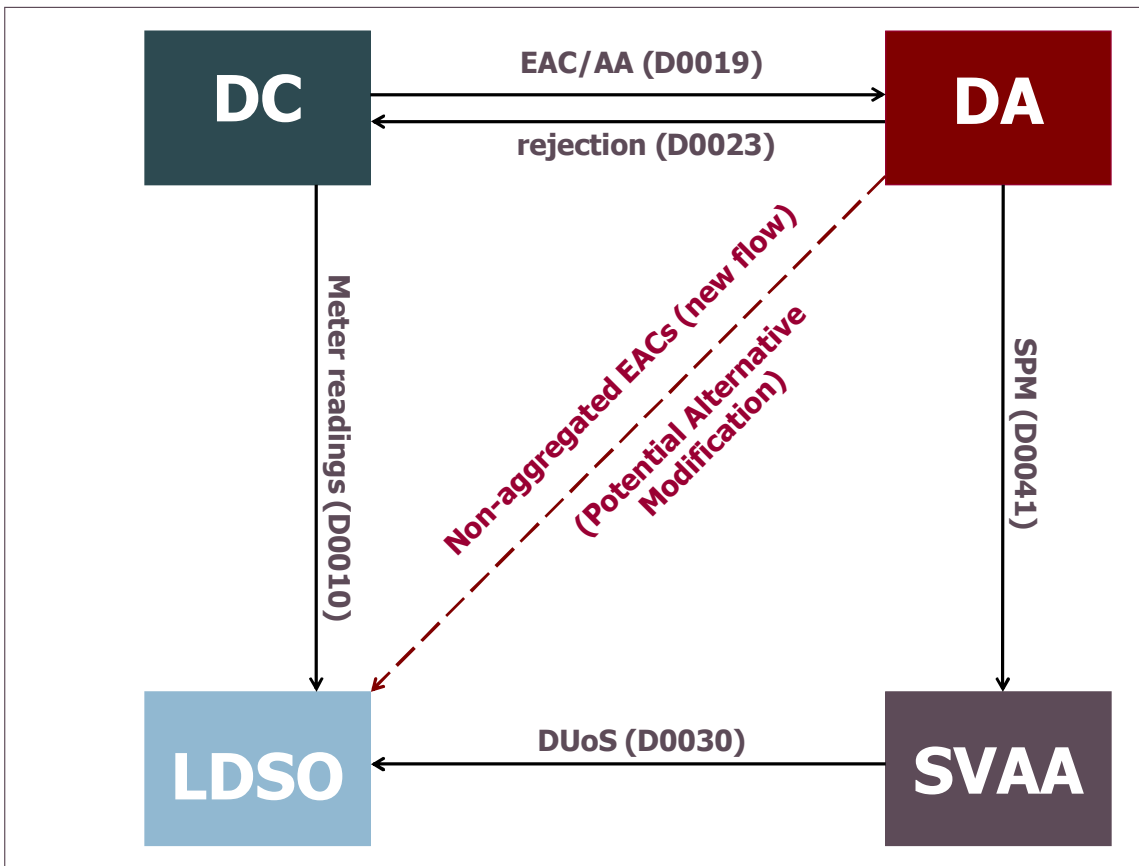 DC
EAC/AA (D0019)
rejection (D0023)
DA
Meter readings (D0010)
Non-aggregated EACs (new flow)
(Potential Alternative
Modification)
SPM (D0041)
LDSO
DUoS (D0030)
SVAA